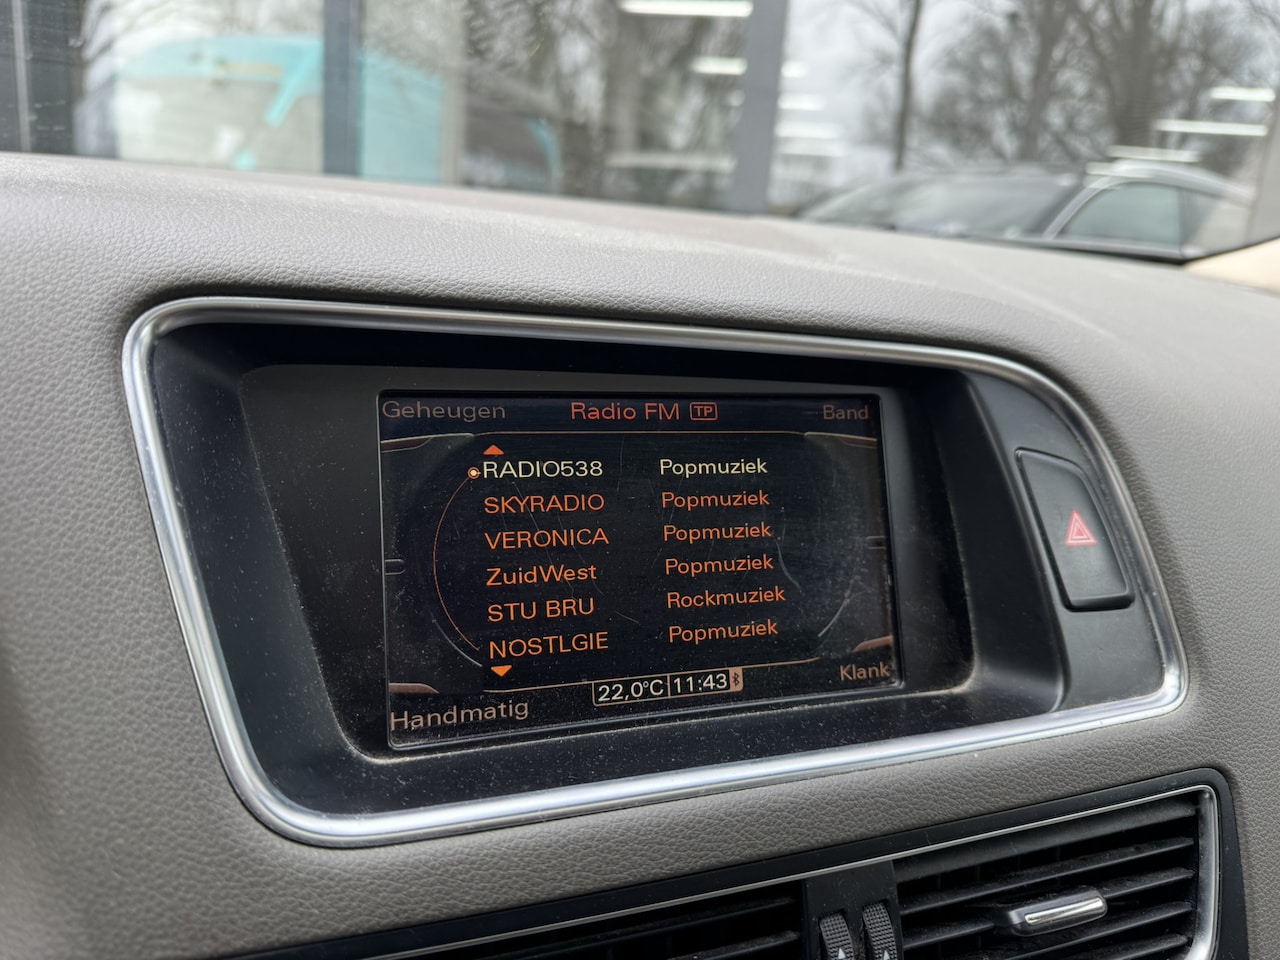 Geheugen Radio FM TP Band
RADIO538 Popmuziek
SKYRADIO Popmuziek
VERONICA Popmuziek
ZuidWest Popmuziek
STU BRU Rockmuziek
NOSTLGIE Popmuziek
Handmatig 22,0°C 11:43 Klank